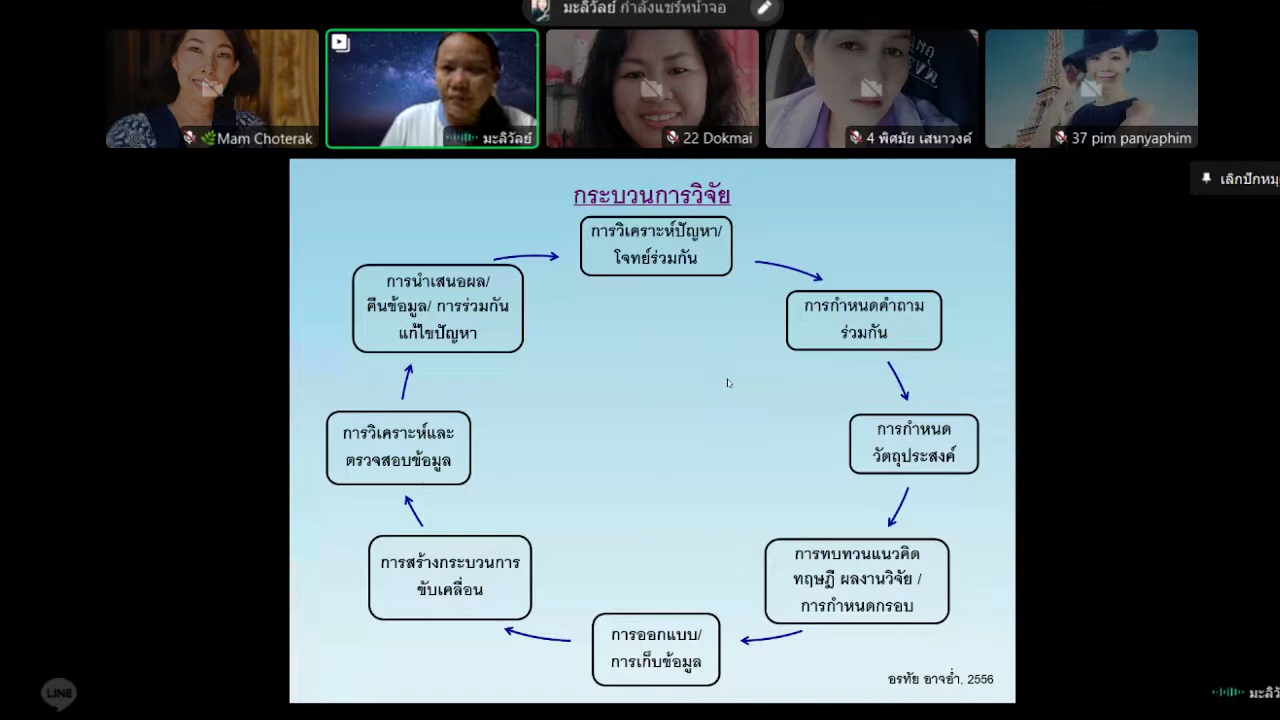 มะลิวัลย์ กำลังแชร์หน้าจอ
🌿Mam Choterak
มะลิวัลย์
22 Dokmai
4 พิศมัย เสนาวงค์
37 pim panyaphim
เลิกปักหมุ
กระบวนการวิจัย
การวิเคราะห์ปัญหา/
โจทย์ร่วมกัน
การกำหนดคำถาม
ร่วมกัน
การกำหนด
วัตถุประสงค์
การทบทวนแนวคิด
ทฤษฎี ผลงานวิจัย /
การกำหนดกรอบ
การออกแบบ/
การเก็บข้อมูล
การสร้างกระบวนการ
ขับเคลื่อน
การวิเคราะห์และ
ตรวจสอบข้อมูล
การนำเสนอผล/
คืนข้อมูล/ การร่วมกัน
แก้ไขปัญหา
อรทัย อาจอ่ำ, 2556
LINE
มะลิวั